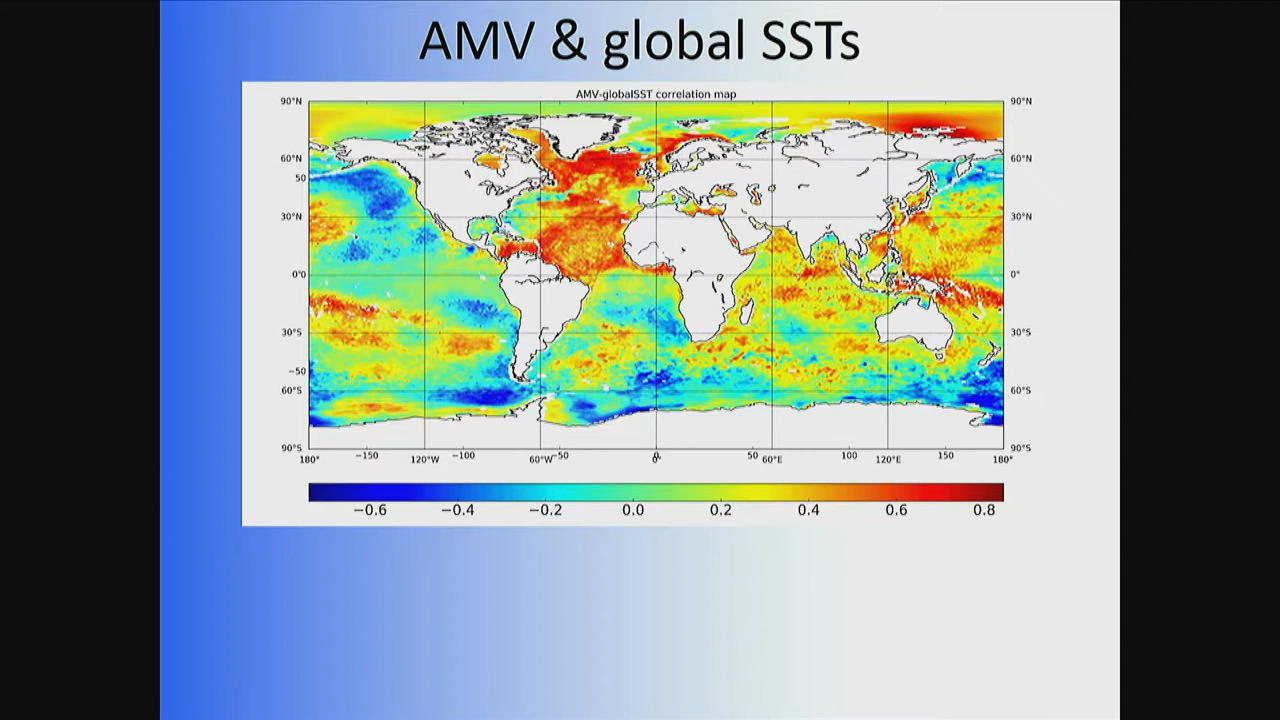 AMV & global SSTs
AMV-globalSST correlation map
90°N 90°N
60°N 60°N
50
30°N 30°N
0°0 0°
30°S 30°S
−50
60°S 60°S
90°S 90°S
180° −150 120°W −100 60°W −50 0° 50 60°E 100 120°E 150 180°
−0.6 −0.4 −0.2 0.0 0.2 0.4 0.6 0.8